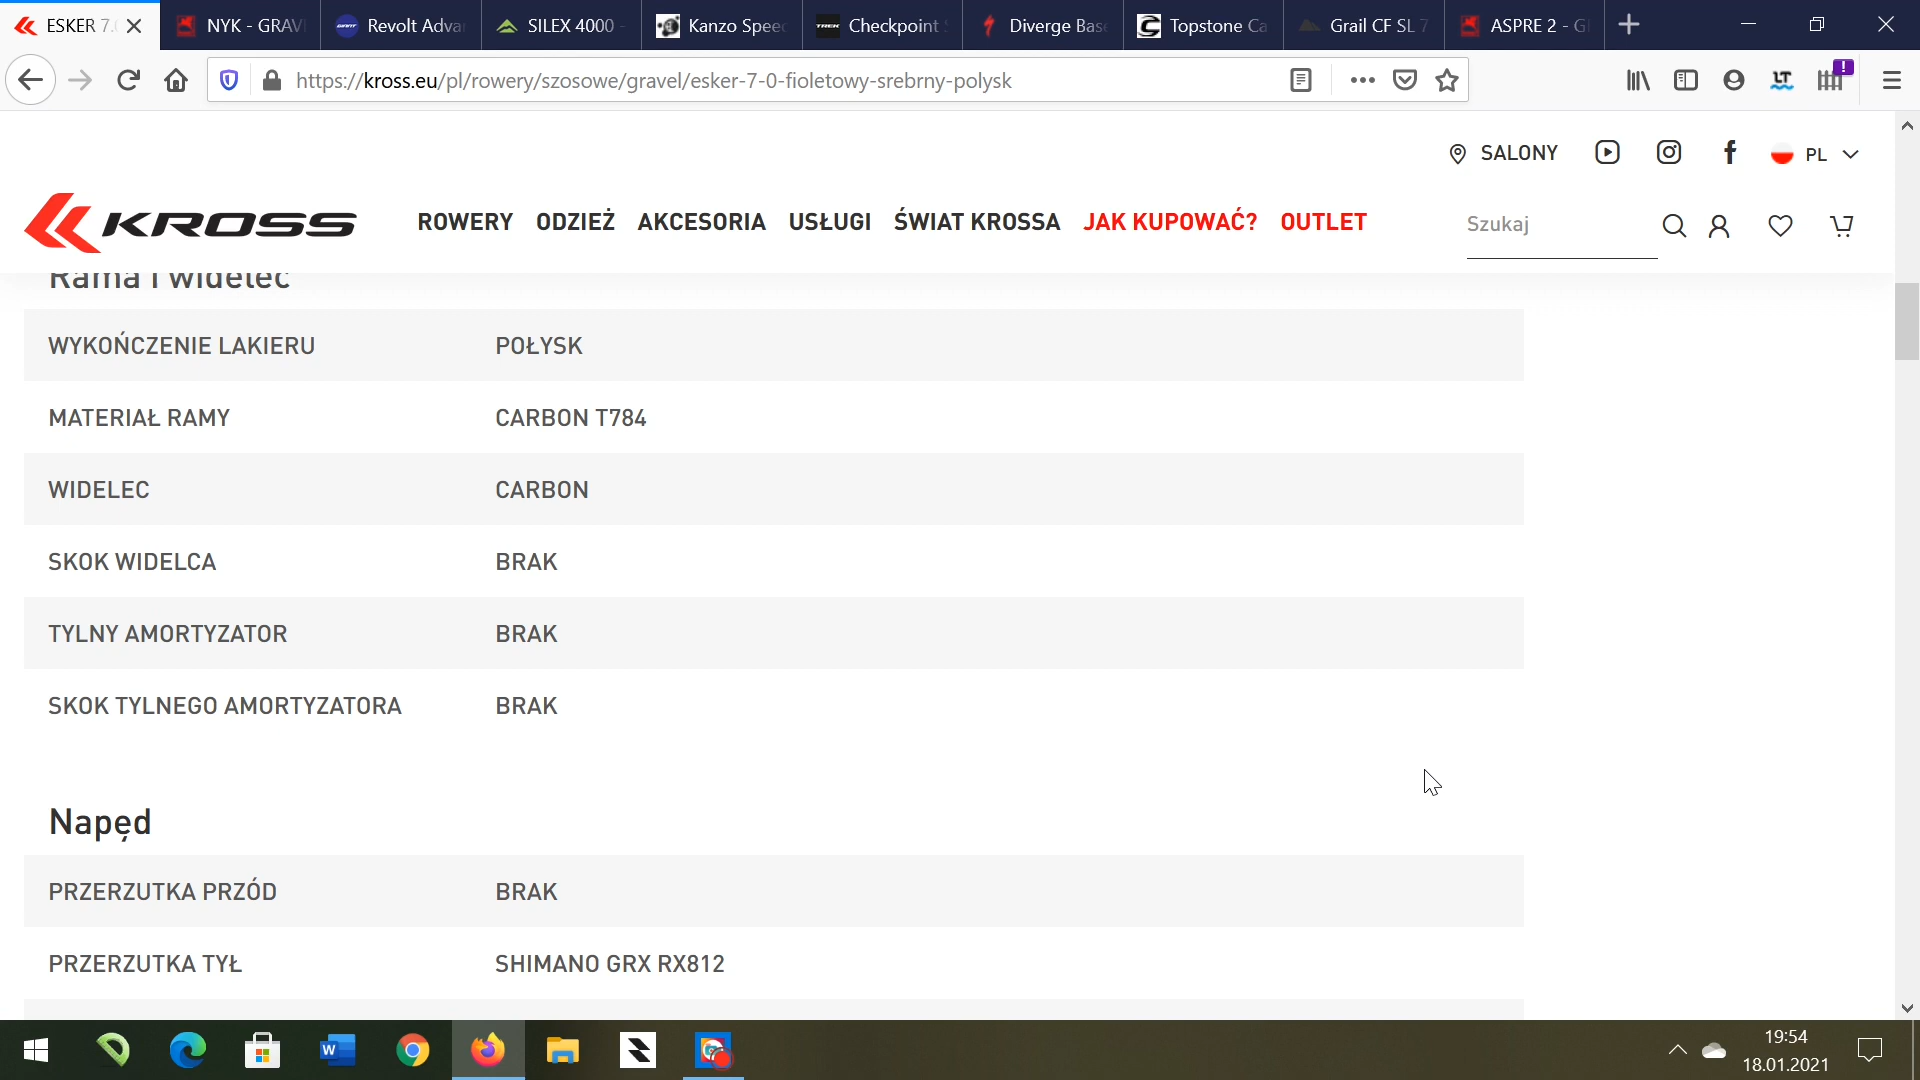 ESKER 7.
NYK - GRAV
Revolt Adva
SILEX 4000 -
Kanzo Spee
Checkpoint
Diverge Bas
Topstone Ca
Grail CF SL 7
ASPRE 2 - G
https://kross.eu/pl/rowery/szosowe/gravel/esker-7-0-fioletowy-srebrny-polysk
SALONY
PL
KROSS
ROWERY ODZIEŻ AKCESORIA USŁUGI ŚWIAT KROSSA JAK KUPOWAĆ? OUTLET
Szukaj
Rama i widelec
WYKOŃCZENIE LAKIERU POŁYSK
MATERIAŁ RAMY CARBON T784
WIDELEC CARBON
SKOK WIDELCA BRAK
TYLNY AMORTYZATOR BRAK
SKOK TYLNEGO AMORTYZATORA BRAK
Napęd
PRZERZUTKA PRZÓD BRAK
PRZERZUTKA TYŁ SHIMANO GRX RX812
19:54
18.01.2021